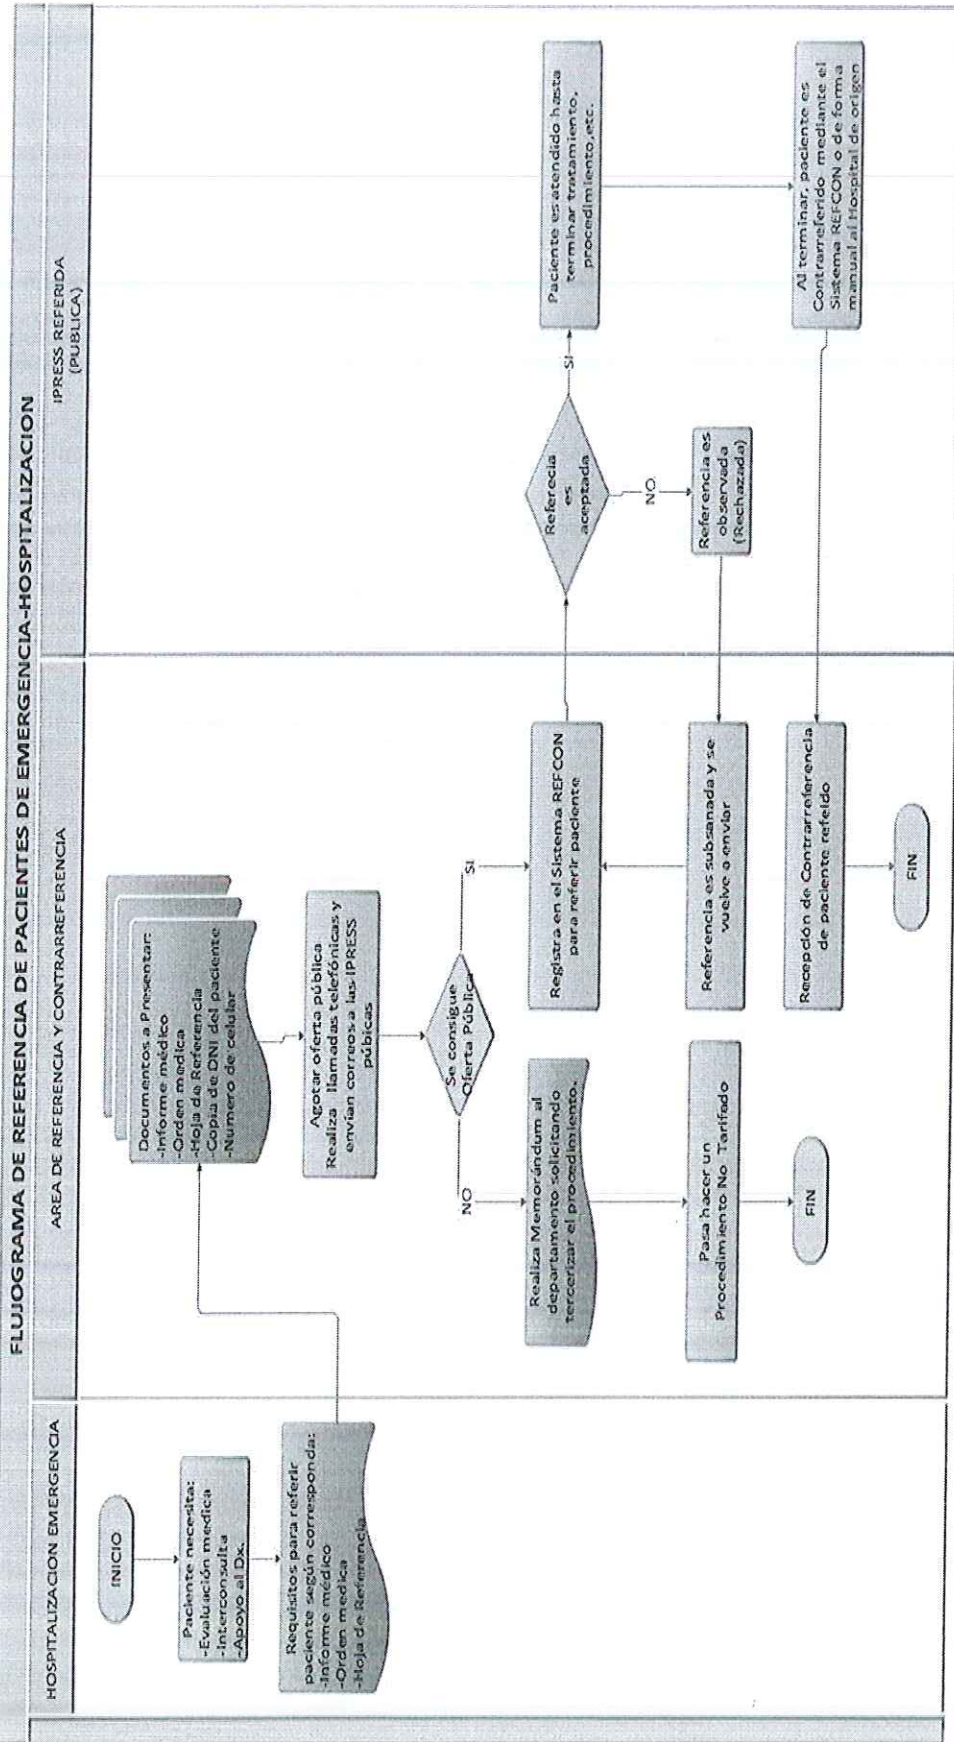 FLUJOGRAMA DE REFERENCIA DE PACIENTES DE EMERGENCIA-HOSPITALIZACION
HOSPITALIZACION EMERGENCIA
INICIO
Paciente necesita:
-Evaluación medica
-Interconsulta
-Apoyo al Dx.
Requisitos para referir
paciente según corresponda:
-Informe médico
-Orden medica
-Hoja de Referencia
AREA DE REFERENCIA Y CONTRARREFERENCIA
Documentos a Presentar:
-Informe médico
-Orden medica
-Hoja de Referencia
-Copia de DNI del paciente
-Numero de celular
Agotar oferta pública
Realiza llamadas telefónicas y
envían correos a las IPRESS
púbicas
Se consigue
Oferta Pública
NO
SI
Realiza Memorándum al
departamento solicitando
tercerizar el procedimiento.
Pasa hacer un
Procedimiento No Tarifado
FIN
Registra en el Sistema REFCON
para referir paciente
Referencia es subsanada y se
vuelve a enviar
Recepción de Contrarreferencia
de paciente refeido
FIN
IPRESS REFERIDA
(PUBLICA)
Referecia
es
aceptada
SI
NO
Referencia es
observada
(Rechazada)
Paciente es atendido hasta
terminar tratamiento,
procedimiento,etc.
Al terminar, paciente es
Contrarreferido mediante el
Sistema REFCON o de forma
manual al Hospital de origen